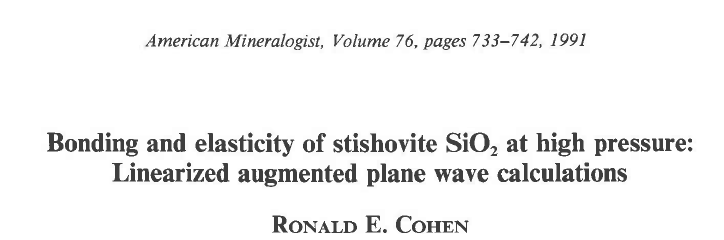 American Mineralogist, Volume 76, pages 733–742, 1991
Bonding and elasticity of stishovite SiO₂ at high pressure:
Linearized augmented plane wave calculations
RONALD E. COHEN